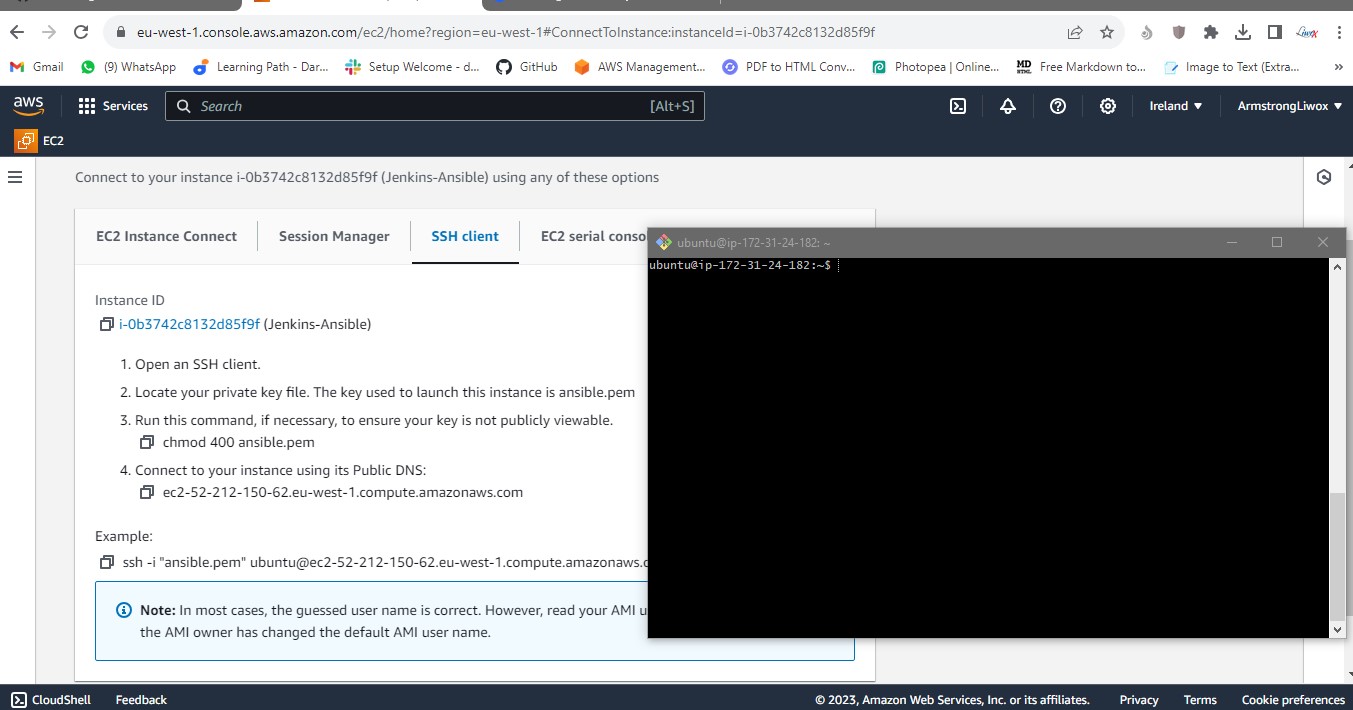 eu-west-1.console.aws.amazon.com/ec2/home?region=eu-west-1#ConnectToInstance:instanceId=i-0b3742c8132d85f9f
Gmail (9) WhatsApp Learning Path - Dar... Setup Welcome - d... GitHub AWS Management... PDF to HTML Conv... Photopea | Online... MD HTML Free Markdown to... Image to Text (Extra... »
aws Services Search [Alt+S] Ireland ▼ ArmstrongLiwox ▼
EC2
Connect to your instance i-0b3742c8132d85f9f (Jenkins-Ansible) using any of these options
EC2 Instance Connect Session Manager SSH client EC2 serial conso
ubuntu@ip-172-31-24-182: ~
ubuntu@ip-172-31-24-182:~$
Instance ID
i-0b3742c8132d85f9f (Jenkins-Ansible)
1. Open an SSH client.
2. Locate your private key file. The key used to launch this instance is ansible.pem
3. Run this command, if necessary, to ensure your key is not publicly viewable.
chmod 400 ansible.pem
4. Connect to your instance using its Public DNS:
ec2-52-212-150-62.eu-west-1.compute.amazonaws.com
Example:
ssh -i "ansible.pem" ubuntu@ec2-52-212-150-62.eu-west-1.compute.amazonaws.c
Note: In most cases, the guessed user name is correct. However, read your AMI u
the AMI owner has changed the default AMI user name.
CloudShell Feedback © 2023, Amazon Web Services, Inc. or its affiliates. Privacy Terms Cookie preferences